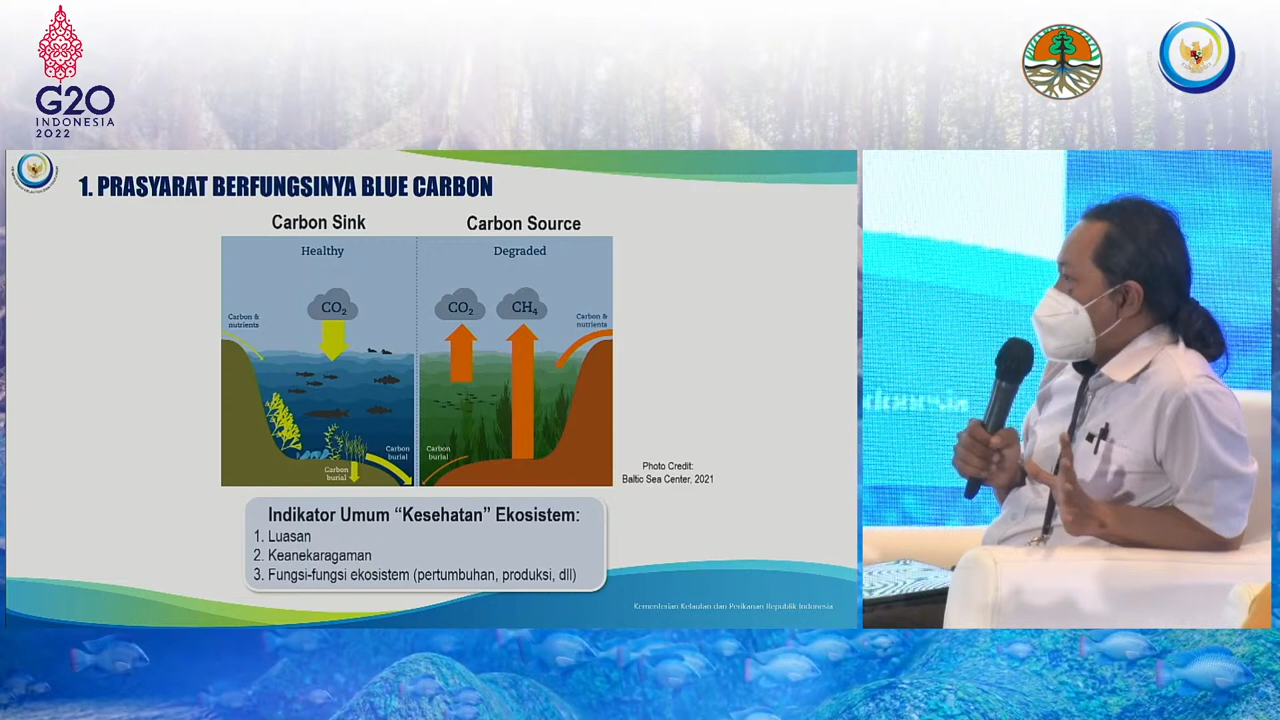 G20
INDONESIA
2022
1. PRASYARAT BERFUNGSINYA BLUE CARBON
Carbon Sink
Carbon Source
Healthy
Degraded
CO₂
CO₂
CH₄
Carbon &
nutrients
Carbon &
nutrients
Carbon
burial
Carbon
burial
Carbon
burial
Photo Credit:
Baltic Sea Center, 2021
Indikator Umum “Kesehatan” Ekosistem:
1. Luasan
2. Keanekaragaman
3. Fungsi-fungsi ekosistem (pertumbuhan, produksi, dll)
Kementerian Kelautan dan Perikanan Republik Indonesia
donesia